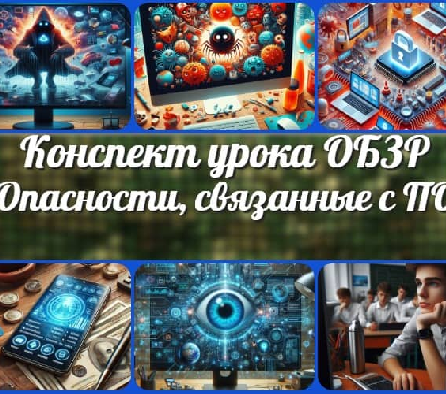 Конспект урока ОБЗР
Опасности, связанные с ПО